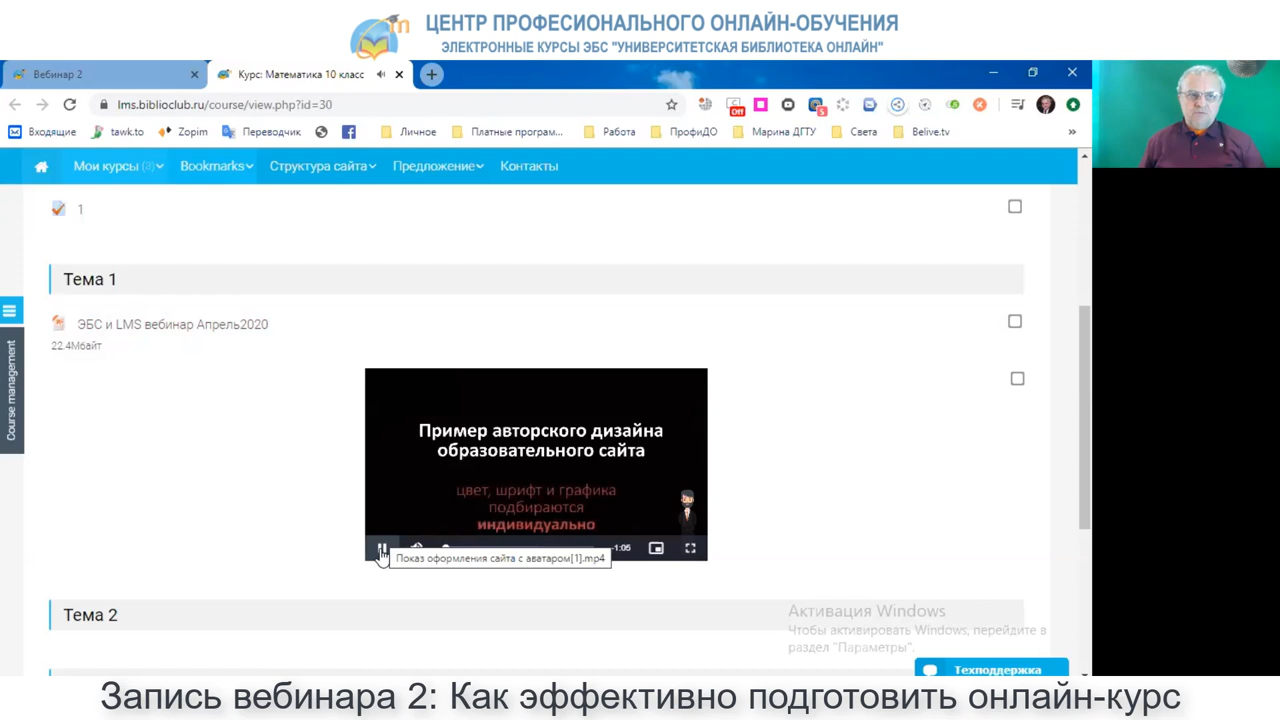 ЦЕНТР ПРОФЕСИОНАЛЬНОГО ОНЛАЙН-ОБУЧЕНИЯ
ЭЛЕКТРОННЫЕ КУРСЫ ЭБС "УНИВЕРСИТЕТСКАЯ БИБЛИОТЕКА ОНЛАЙН"
Вебинар 2
Курс: Математика 10 класс
lms.biblioclub.ru/course/view.php?id=30
Off
5
Входящие tawk.to Zopim Переводчик Личное Платные програм... Работа ПрофиДО Марина ДГТУ Света Belive.tv »
Мои курсы (3) Bookmarks Структура сайта Предложение Контакты
1
Тема 1
ЭБС и LMS вебинар Апрель2020
22.4Мбайт
Course management
Пример авторского дизайна
образовательного сайта
цвет, шрифт и графика
подбираются
индивидуально
-1:05
Показ оформления сайта с аватаром[1].mp4
Тема 2
Активация Windows
Чтобы активировать Windows, перейдите в
раздел "Параметры".
Техподдержка
Запись вебинара 2: Как эффективно подготовить онлайн-курс